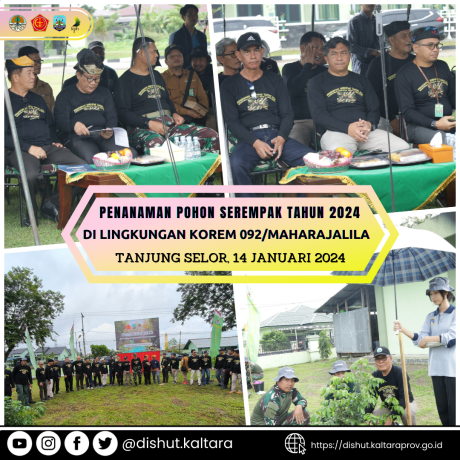 PENANAMAN POHON SEREMPAK TAHUN 2024
DI LINGKUNGAN KOREM 092/MAHARAJALILA
TANJUNG SELOR, 14 JANUARI 2024
@dishut.kaltara
https://dishut.kaltaraprov.go.id